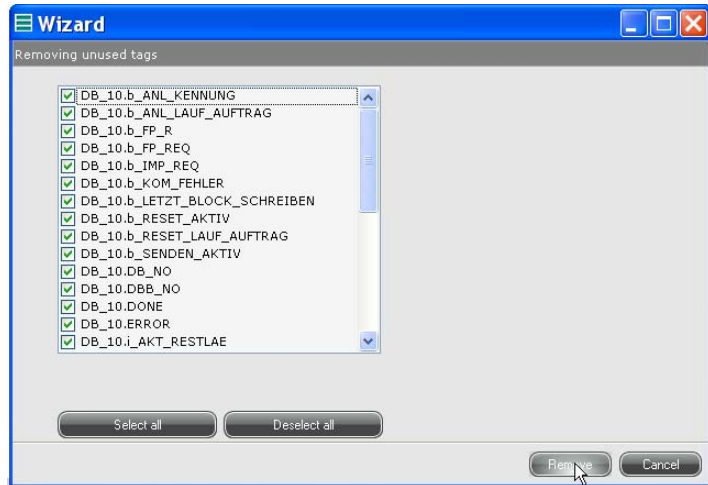 Wizard
Removing unused tags
DB_10.b_ANL_KENNUNG
DB_10.b_ANL_LAUF_AUFTRAG
DB_10.b_FP_R
DB_10.b_FP_REQ
DB_10.b_IMP_REQ
DB_10.b_KOM_FEHLER
DB_10.b_LETZT_BLOCK_SCHREIBEN
DB_10.b_RESET_AKTIV
DB_10.b_RESET_LAUF_AUFTRAG
DB_10.b_SENDEN_AKTIV
DB_10.DB_NO
DB_10.DBB_NO
DB_10.DONE
DB_10.ERROR
DB_10.i_AKT_RESTLAE
Select all Deselect all
Remove Cancel